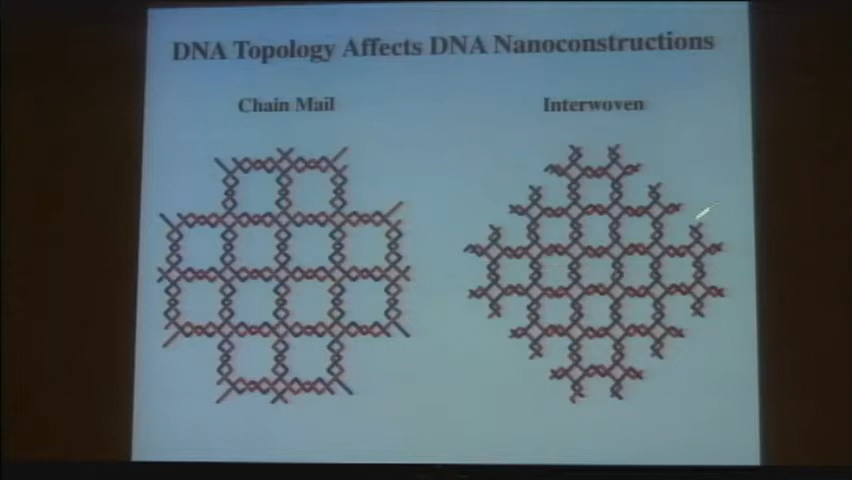 DNA Topology Affects DNA Nanoconstructions
Chain Mail
Interwoven